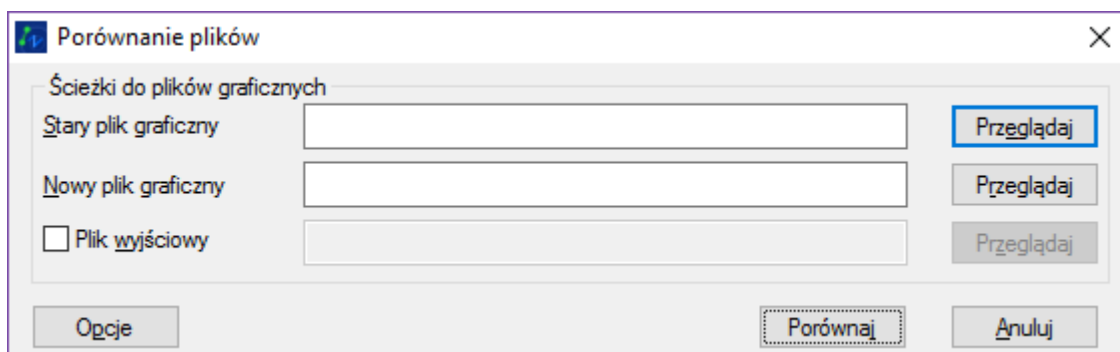 Porównanie plików
Ścieżki do plików graficznych
Stary plik graficzny Przeglądaj
Nowy plik graficzny Przeglądaj
Plik wyjściowy Przeglądaj
Opcje Porównaj Anuluj